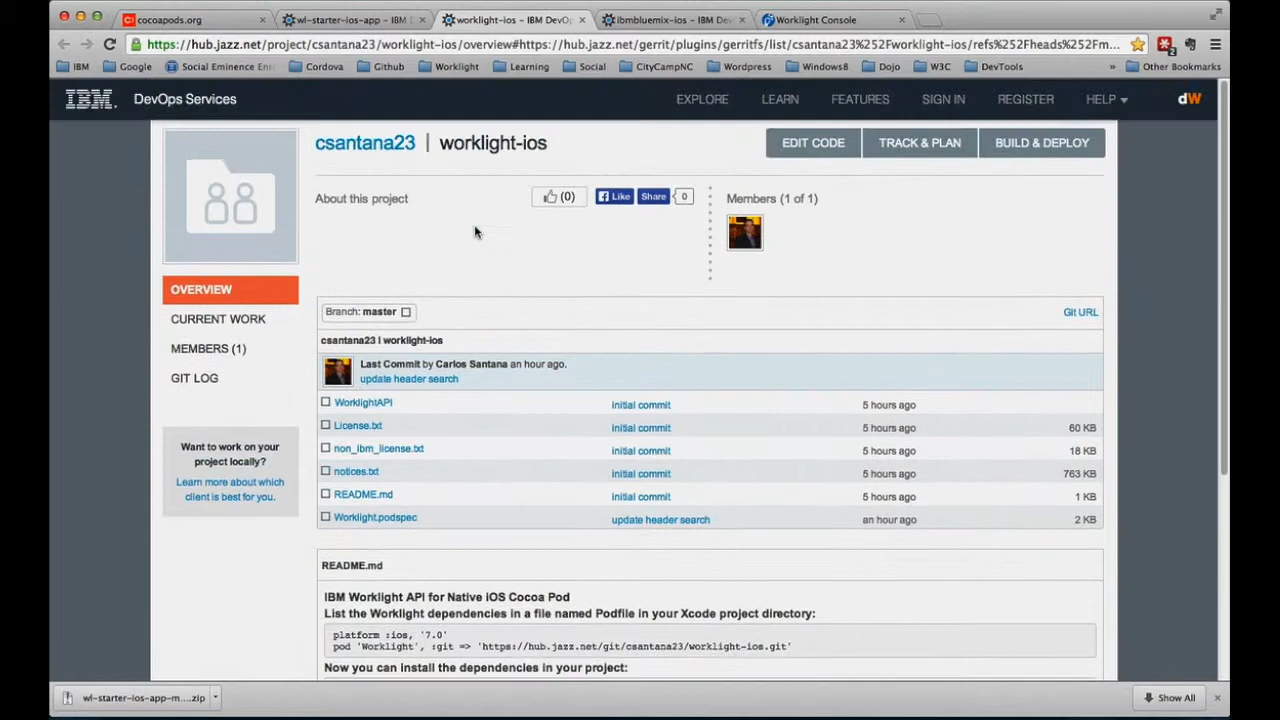 cocoapods.org
wl-starter-ios-app – IBM D
worklight-ios – IBM DevOp
ibmbluemix-ios – IBM Dev
Worklight Console
https://hub.jazz.net/project/csantana23/worklight-ios/overview#https://hub.jazz.net/gerrit/plugins/gerritfs/list/csantana23%252Fworklight-ios/refs%252Fheads%252Fm...
IBM Google Social Eminence En Cordova Github Worklight Learning Social CityCampNC Wordpress Windows8 Dojo W3C DevTools » Other Bookmarks
IBM. DevOps Services EXPLORE LEARN FEATURES SIGN IN REGISTER HELP dW
csantana23 | worklight-ios
EDIT CODE TRACK & PLAN BUILD & DEPLOY
About this project
(0) Like Share 0
Members (1 of 1)
OVERVIEW
CURRENT WORK
MEMBERS (1)
GIT LOG
Want to work on your
project locally?
Learn more about which
client is best for you.
Branch: master
Git URL
csantana23 | worklight-ios
Last Commit by Carlos Santana an hour ago.
update header search
WorklightAPI initial commit 5 hours ago
License.txt initial commit 5 hours ago 60 KB
non_ibm_license.txt initial commit 5 hours ago 18 KB
notices.txt initial commit 5 hours ago 763 KB
README.md initial commit 5 hours ago 1 KB
Worklight.podspec update header search an hour ago 2 KB
README.md
IBM Worklight API for Native iOS Cocoa Pod
List the Worklight dependencies in a file named Podfile in your Xcode project directory:
platform :ios, '7.0'
pod 'Worklight', :git => 'https://hub.jazz.net/git/csantana23/worklight-ios.git'
Now you can install the dependencies in your project:
wl-starter-ios-app-m....zip
Show All